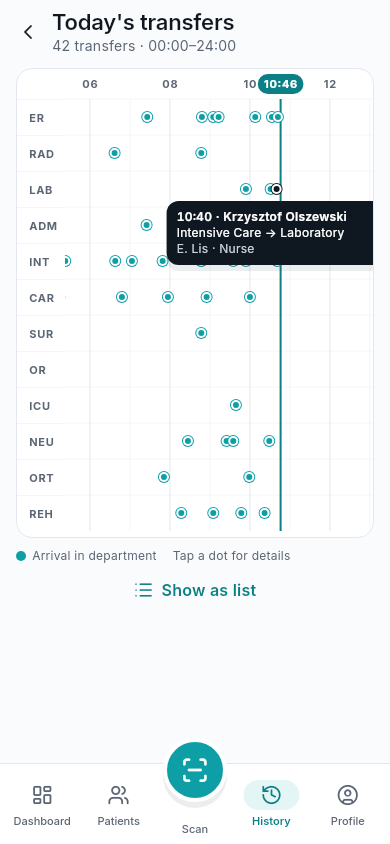 Today's transfers
42 transfers · 00:00–24:00
06 08 10 10:46 12
ER
RAD
LAB
ADM
10:40 · Krzysztof Olszewski
Intensive Care → Laboratory
E. Lis · Nurse
INT
CAR
SUR
OR
ICU
NEU
ORT
REH
Arrival in department Tap a dot for details
Show as list
Dashboard Patients Scan History Profile